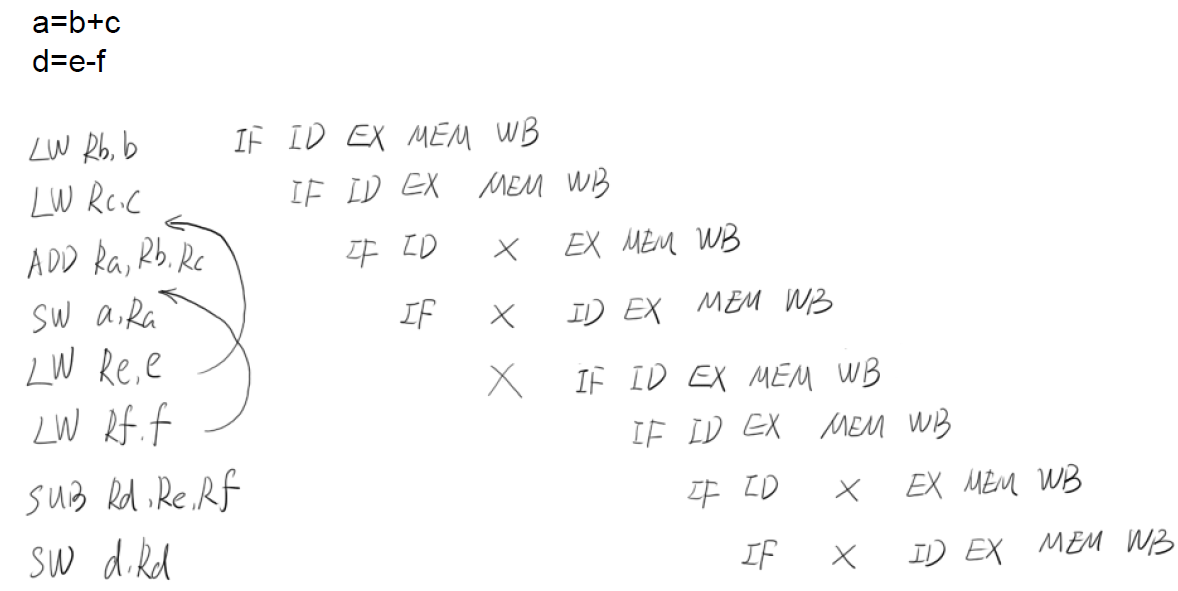 a=b+c
d=e-f
LW Rb,b IF ID EX MEM WB
LW Rc,c IF ID EX MEM WB
ADD Ra,Rb,Rc IF ID X EX MEM WB
SW a,Ra IF X ID EX MEM WB
LW Re,e X IF ID EX MEM WB
LW Rf,f IF ID EX MEM WB
SUB Rd,Re,Rf IF ID X EX MEM WB
SW d,Rd IF X ID EX MEM WB